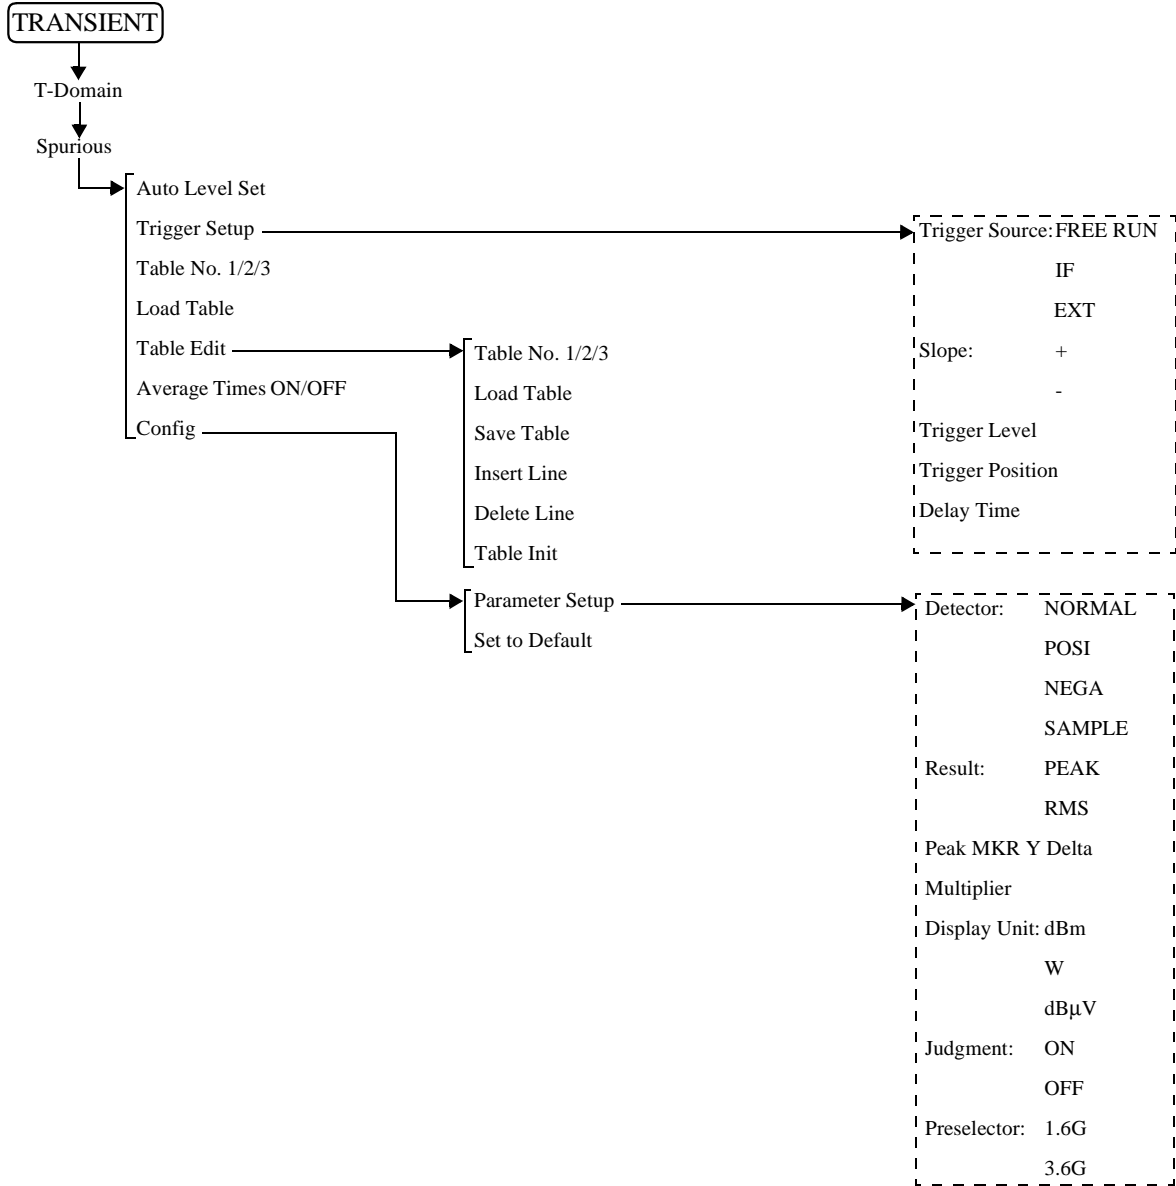 TRANSIENT
T-Domain
Spurious
Auto Level Set
Trigger Setup
Table No. 1/2/3
Load Table
Table Edit
Average Times ON/OFF
Config
Table No. 1/2/3
Load Table
Save Table
Insert Line
Delete Line
Table Init
Parameter Setup
Set to Default
Trigger Source: FREE RUN
IF
EXT
Slope: +
-
Trigger Level
Trigger Position
Delay Time
Detector: NORMAL
POSI
NEGA
SAMPLE
Result: PEAK
RMS
Peak MKR Y Delta
Multiplier
Display Unit: dBm
W
dBμV
Judgment: ON
OFF
Preselector: 1.6G
3.6G